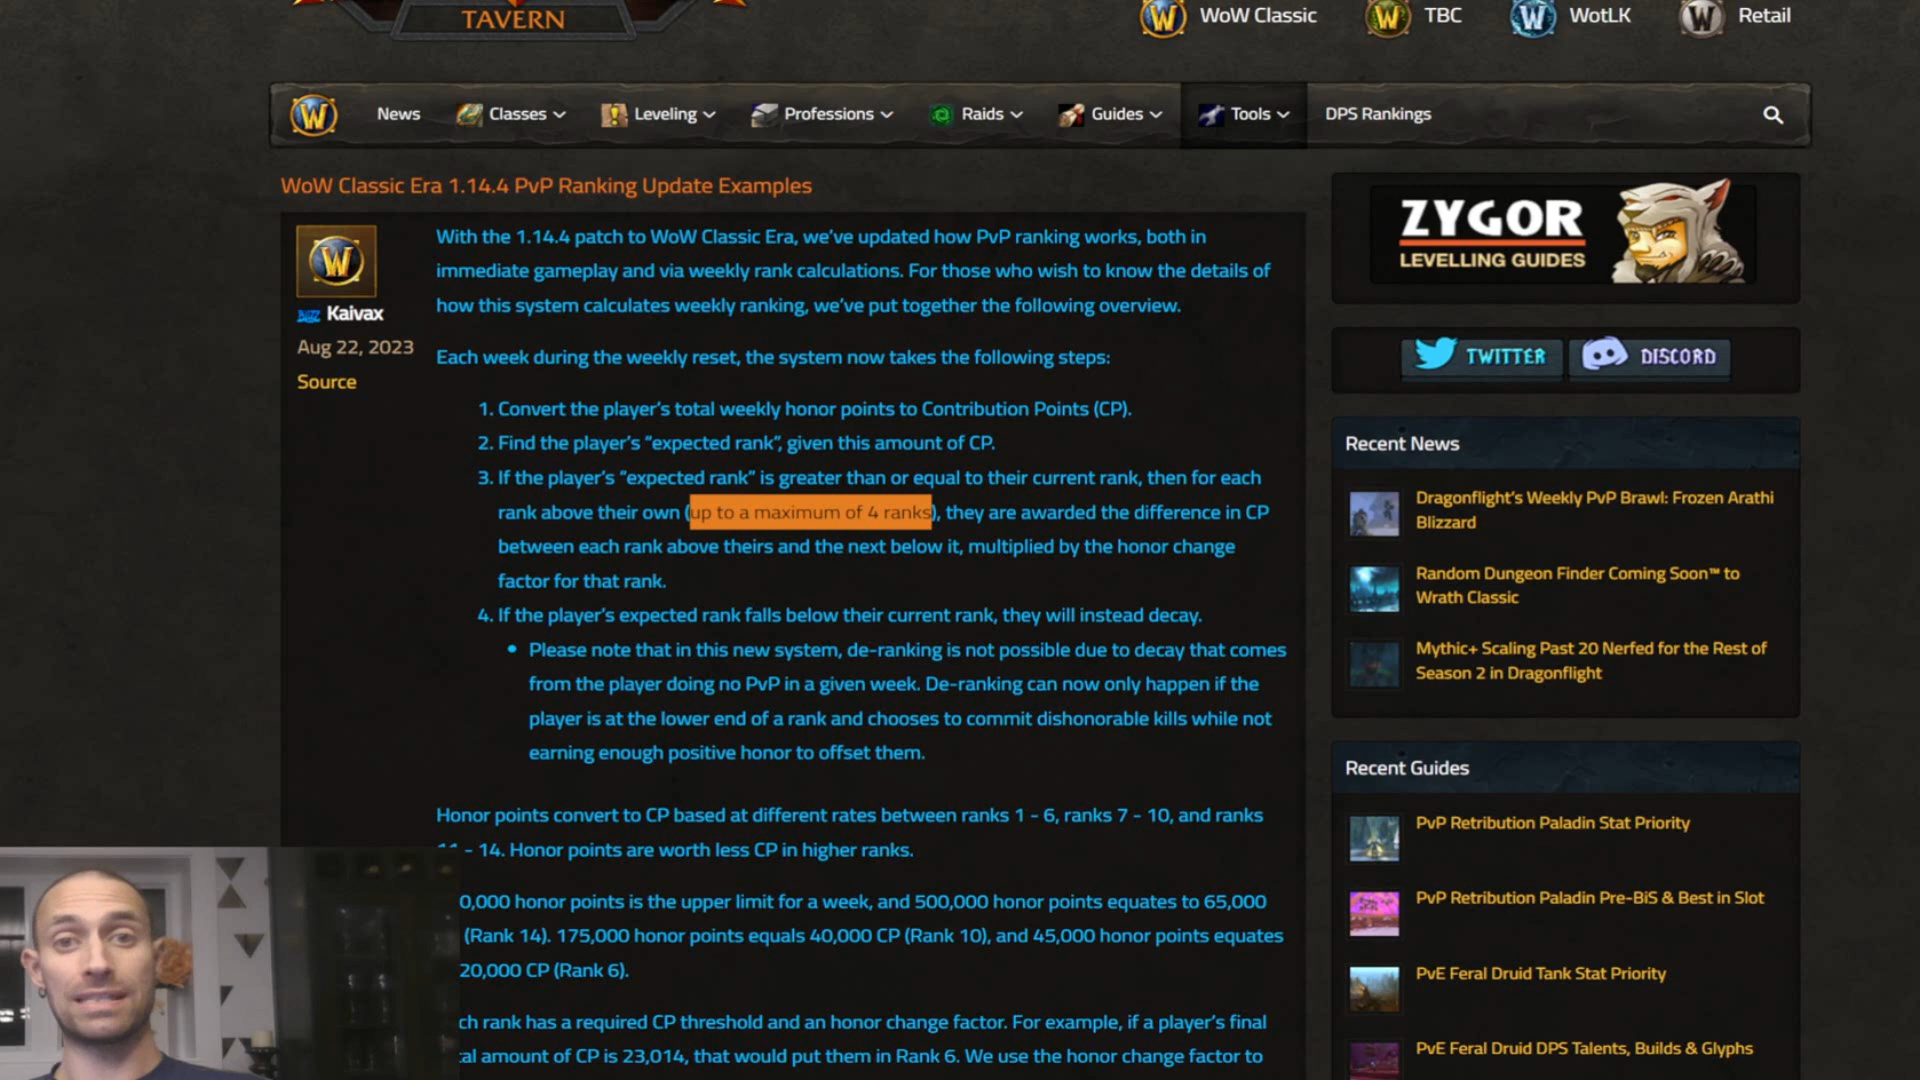 TAVERN
WoW Classic
TBC
WotLK
Retail
News
Classes
Leveling
Professions
Raids
Guides
Tools
DPS Rankings
WoW Classic Era 1.14.4 PvP Ranking Update Examples
Kaivax
Aug 22, 2023
Source
With the 1.14.4 patch to WoW Classic Era, we've updated how PvP ranking works, both in
immediate gameplay and via weekly rank calculations. For those who wish to know the details of
how this system calculates weekly ranking, we've put together the following overview.
Each week during the weekly reset, the system now takes the following steps:
1. Convert the player's total weekly honor points to Contribution Points (CP).
2. Find the player's “expected rank”, given this amount of CP.
3. If the player's “expected rank” is greater than or equal to their current rank, then for each
rank above their own (up to a maximum of 4 ranks), they are awarded the difference in CP
between each rank above theirs and the next below it, multiplied by the honor change
factor for that rank.
4. If the player's expected rank falls below their current rank, they will instead decay.
• Please note that in this new system, de-ranking is not possible due to decay that comes
from the player doing no PvP in a given week. De-ranking can now only happen if the
player is at the lower end of a rank and chooses to commit dishonorable kills while not
earning enough positive honor to offset them.
Honor points convert to CP based at different rates between ranks 1 - 6, ranks 7 - 10, and ranks
- 14. Honor points are worth less CP in higher ranks.
0,000 honor points is the upper limit for a week, and 500,000 honor points equates to 65,000
(Rank 14). 175,000 honor points equals 40,000 CP (Rank 10), and 45,000 honor points equates
20,000 CP (Rank 6).
ch rank has a required CP threshold and an honor change factor. For example, if a player's final
al amount of CP is 23,014, that would put them in Rank 6. We use the honor change factor to
ZYGOR
LEVELLING GUIDES
TWITTER
DISCORD
Recent News
Dragonflight's Weekly PvP Brawl: Frozen Arathi
Blizzard
Random Dungeon Finder Coming Soon™ to
Wrath Classic
Mythic+ Scaling Past 20 Nerfed for the Rest of
Season 2 in Dragonflight
Recent Guides
PvP Retribution Paladin Stat Priority
PvP Retribution Paladin Pre-BiS & Best in Slot
PvE Feral Druid Tank Stat Priority
PvE Feral Druid DPS Talents, Builds & Glyphs